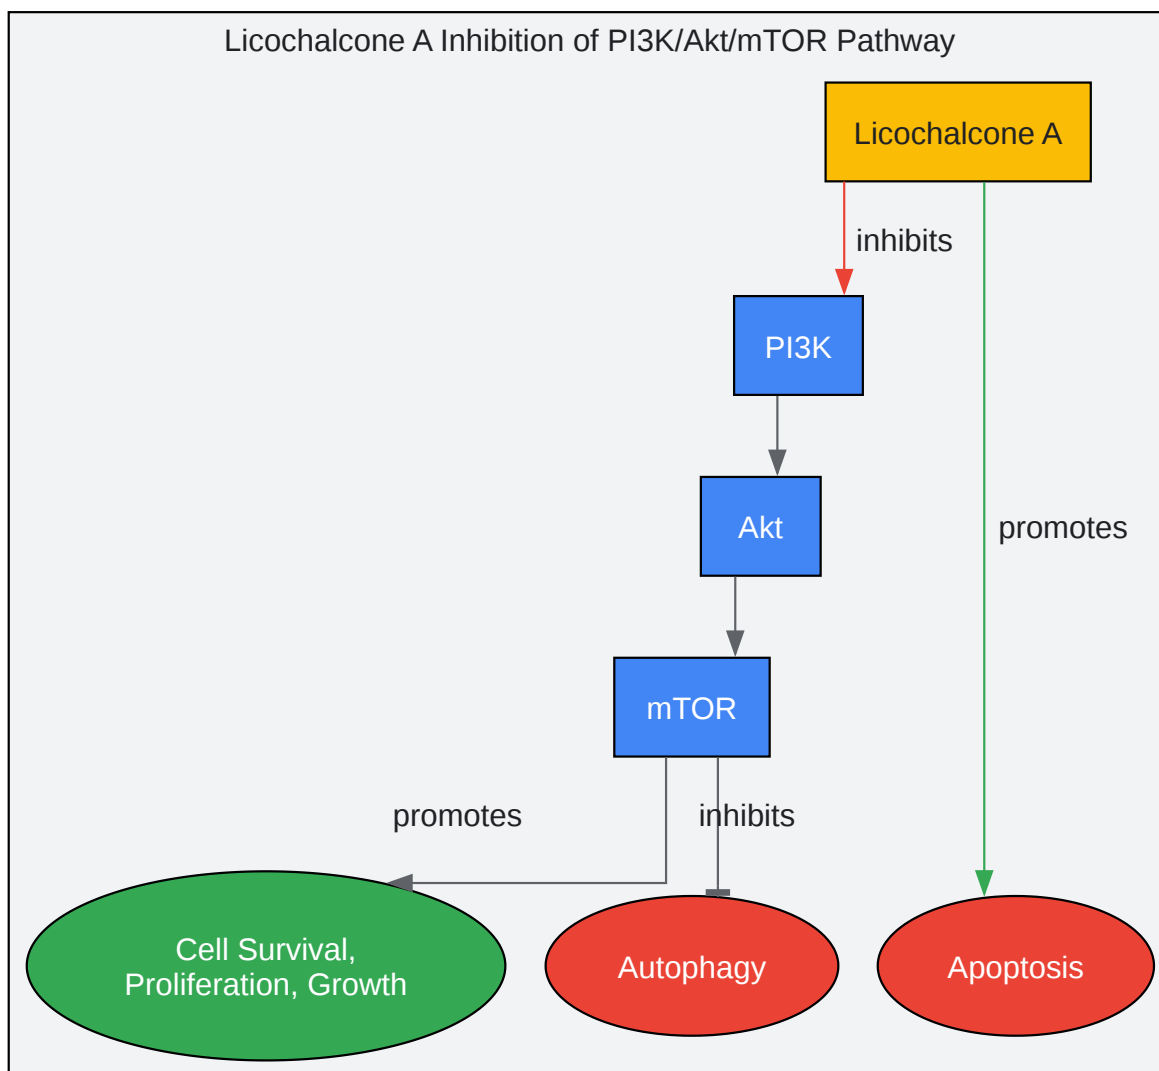 Licochalcone A Inhibition of PI3K/Akt/mTOR Pathway
Licochalcone A
inhibits
PI3K
Akt
promotes
mTOR
promotes
inhibits
Cell Survival,
Proliferation, Growth
Autophagy
Apoptosis